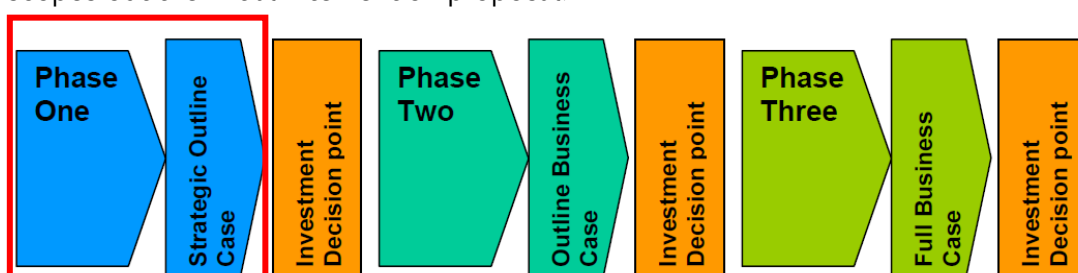 Phase
One
Strategic Outline
Case
Investment
Decision point
Phase
Two
Outline Business
Case
Investment
Decision point
Phase
Three
Full Business
Case
Investment
Decision point